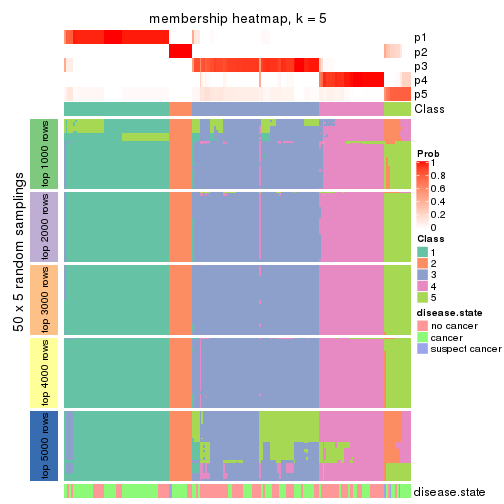 membership heatmap, k = 5
p1
p2
p3
p4
p5
Class
50 x 5 random samplings
top 1000 rows
top 2000 rows
top 3000 rows
top 4000 rows
top 5000 rows
disease.state
Prob
1
0.8
0.6
0.4
0.2
0
Class
1
2
3
4
5
disease.state
no cancer
cancer
suspect cancer